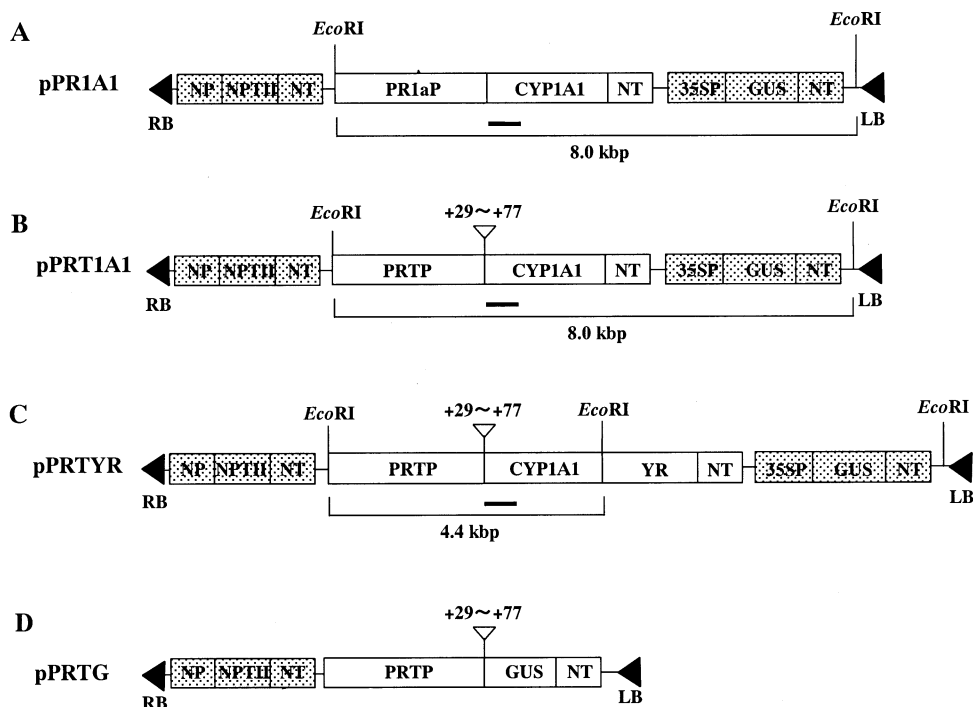 A
EcoRI
EcoRI
pPR1A1
NP NPTII NT PR1aP CYP1A1 NT 35SP GUS NT
RB
LB
8.0 kbp
B
EcoRI
+29～+77
EcoRI
pPRT1A1
NP NPTII NT PRTP CYP1A1 NT 35SP GUS NT
RB
LB
8.0 kbp
C
EcoRI
+29～+77
EcoRI
EcoRI
pPRTYR
NP NPTII NT PRTP CYP1A1 YR NT 35SP GUS NT
RB
LB
4.4 kbp
D
+29～+77
pPRTG
NP NPTII NT PRTP GUS NT
RB
LB